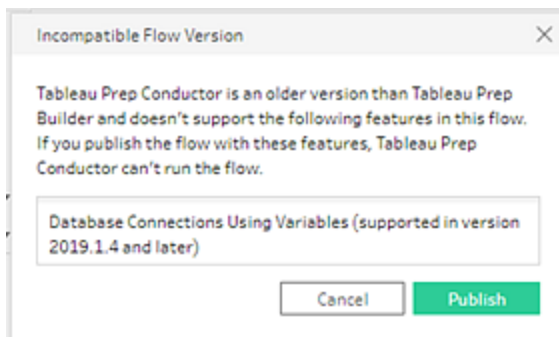 Incompatible Flow Version
Tableau Prep Conductor is an older version than Tableau Prep
Builder and doesn't support the following features in this flow.
If you publish the flow with these features, Tableau Prep
Conductor can't run the flow.
Database Connections Using Variables (supported in version
2019.1.4 and later)
Cancel
Publish